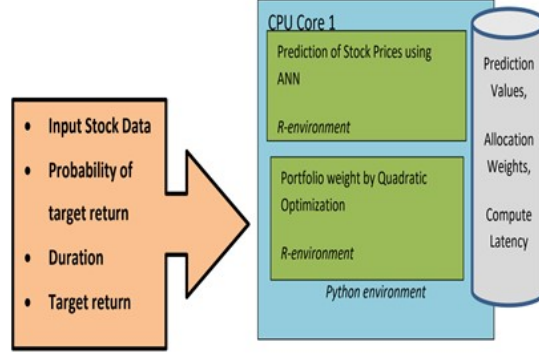 • Input Stock Data
• Probability of
target return
• Duration
• Target return
CPU Core 1
Prediction of Stock Prices using
ANN
R-environment
Portfolio weight by Quadratic
Optimization
R-environment
Python environment
Prediction
Values,
Allocation
Weights,
Compute
Latency